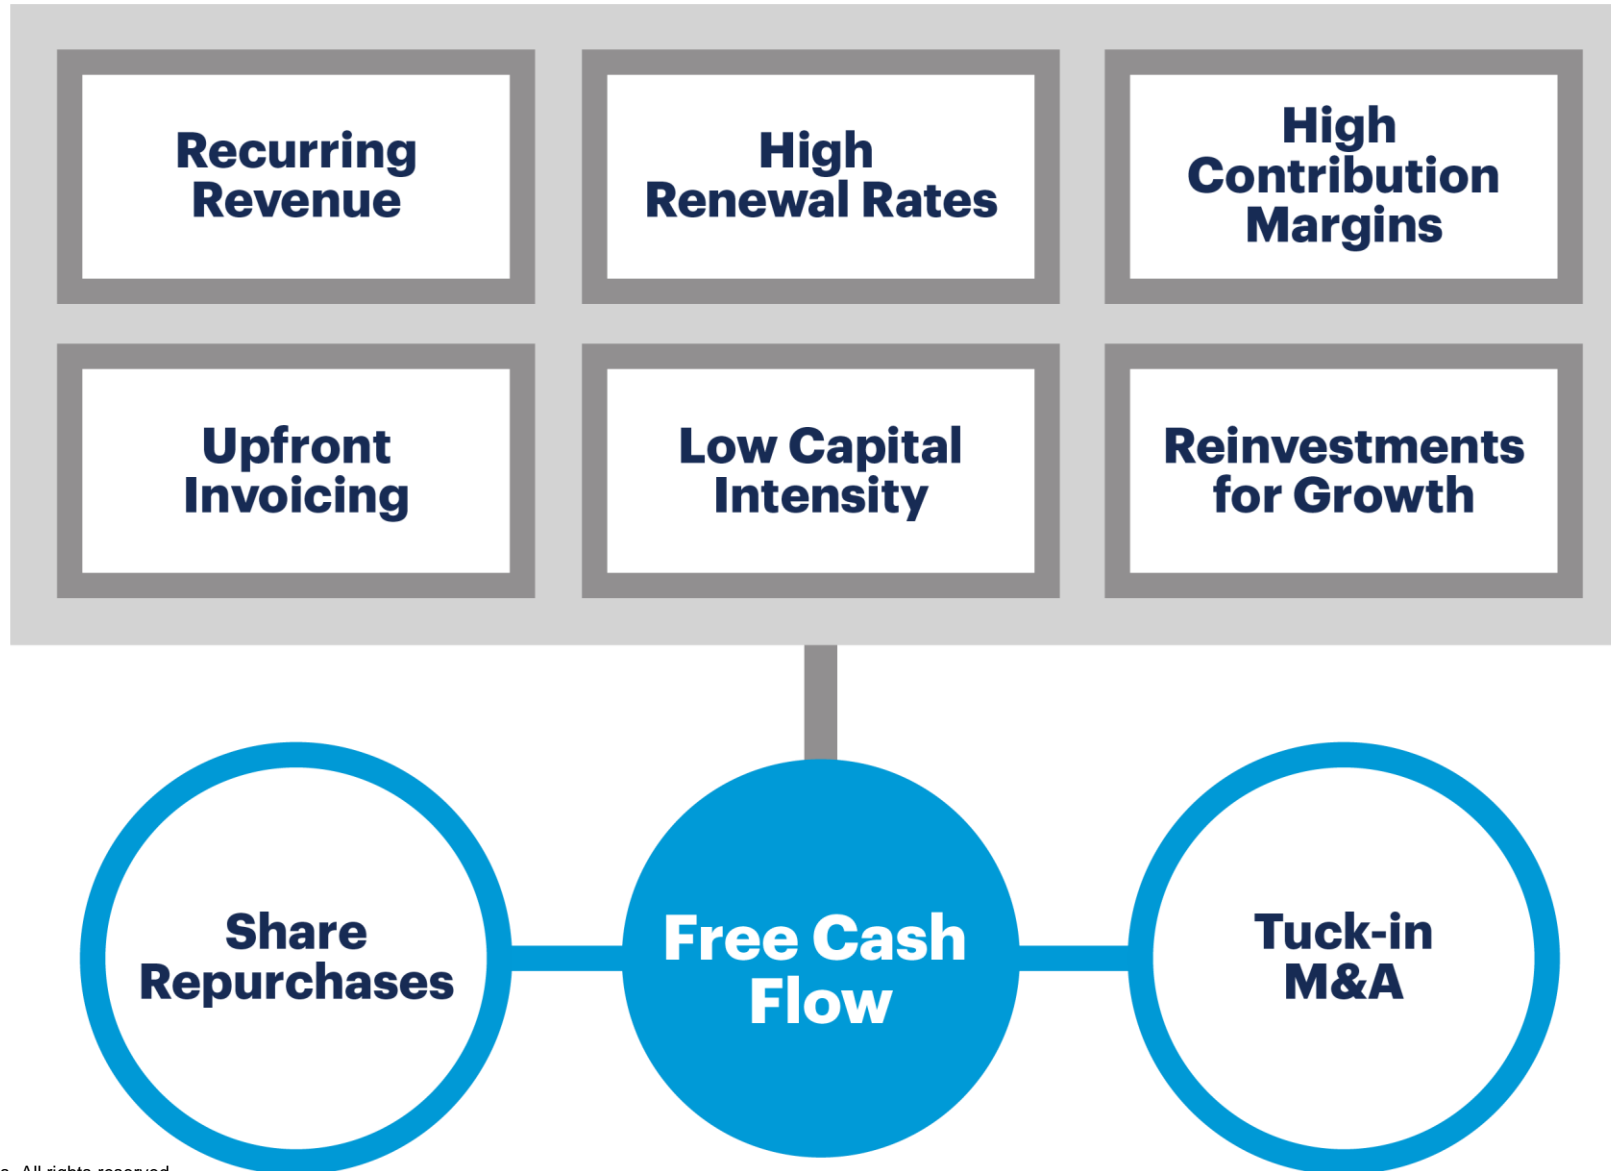 Recurring
Revenue
High
Renewal Rates
High
Contribution
Margins
Upfront
Invoicing
Low Capital
Intensity
Reinvestments
for Growth
Share
Repurchases
Free Cash
Flow
Tuck-in
M&A
All rights reserved